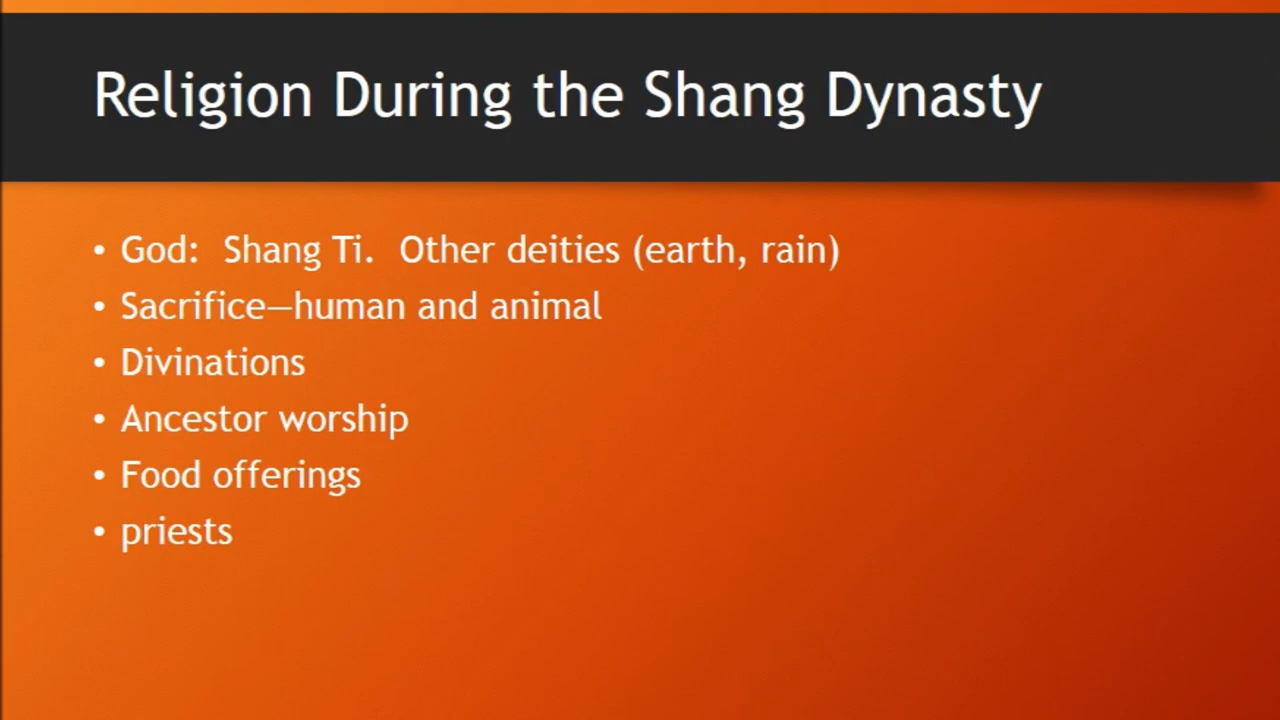 Religion During the Shang Dynasty
• God:  Shang Ti.  Other deities (earth, rain)
• Sacrifice—human and animal
• Divinations
• Ancestor worship
• Food offerings
• priests